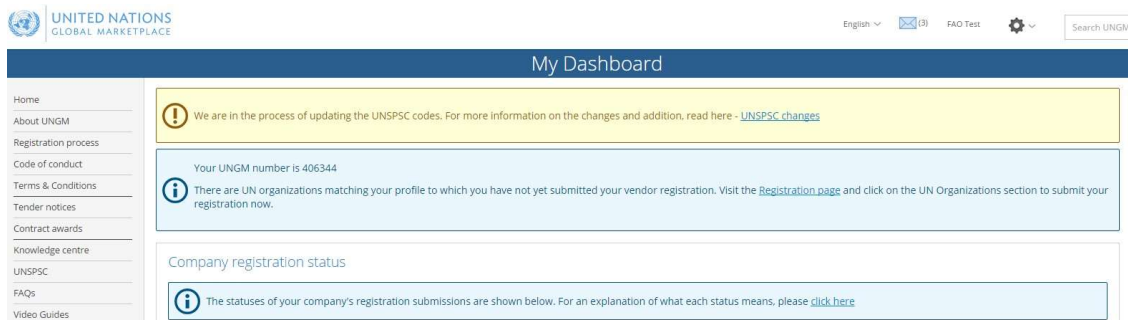 UNITED NATIONS
GLOBAL MARKETPLACE
English
(3)
FAO Test
Search UNGM
My Dashboard
Home
About UNGM
Registration process
Code of conduct
Terms & Conditions
Tender notices
Contract awards
Knowledge centre
UNSPSC
FAQs
Video Guides
We are in the process of updating the UNSPSC codes. For more information on the changes and addition, read here - UNSPSC changes
Your UNGM number is 406344
There are UN organizations matching your profile to which you have not yet submitted your vendor registration. Visit the Registration page and click on the UN Organizations section to submit your
registration now.
Company registration status
The statuses of your company's registration submissions are shown below. For an explanation of what each status means, please click here